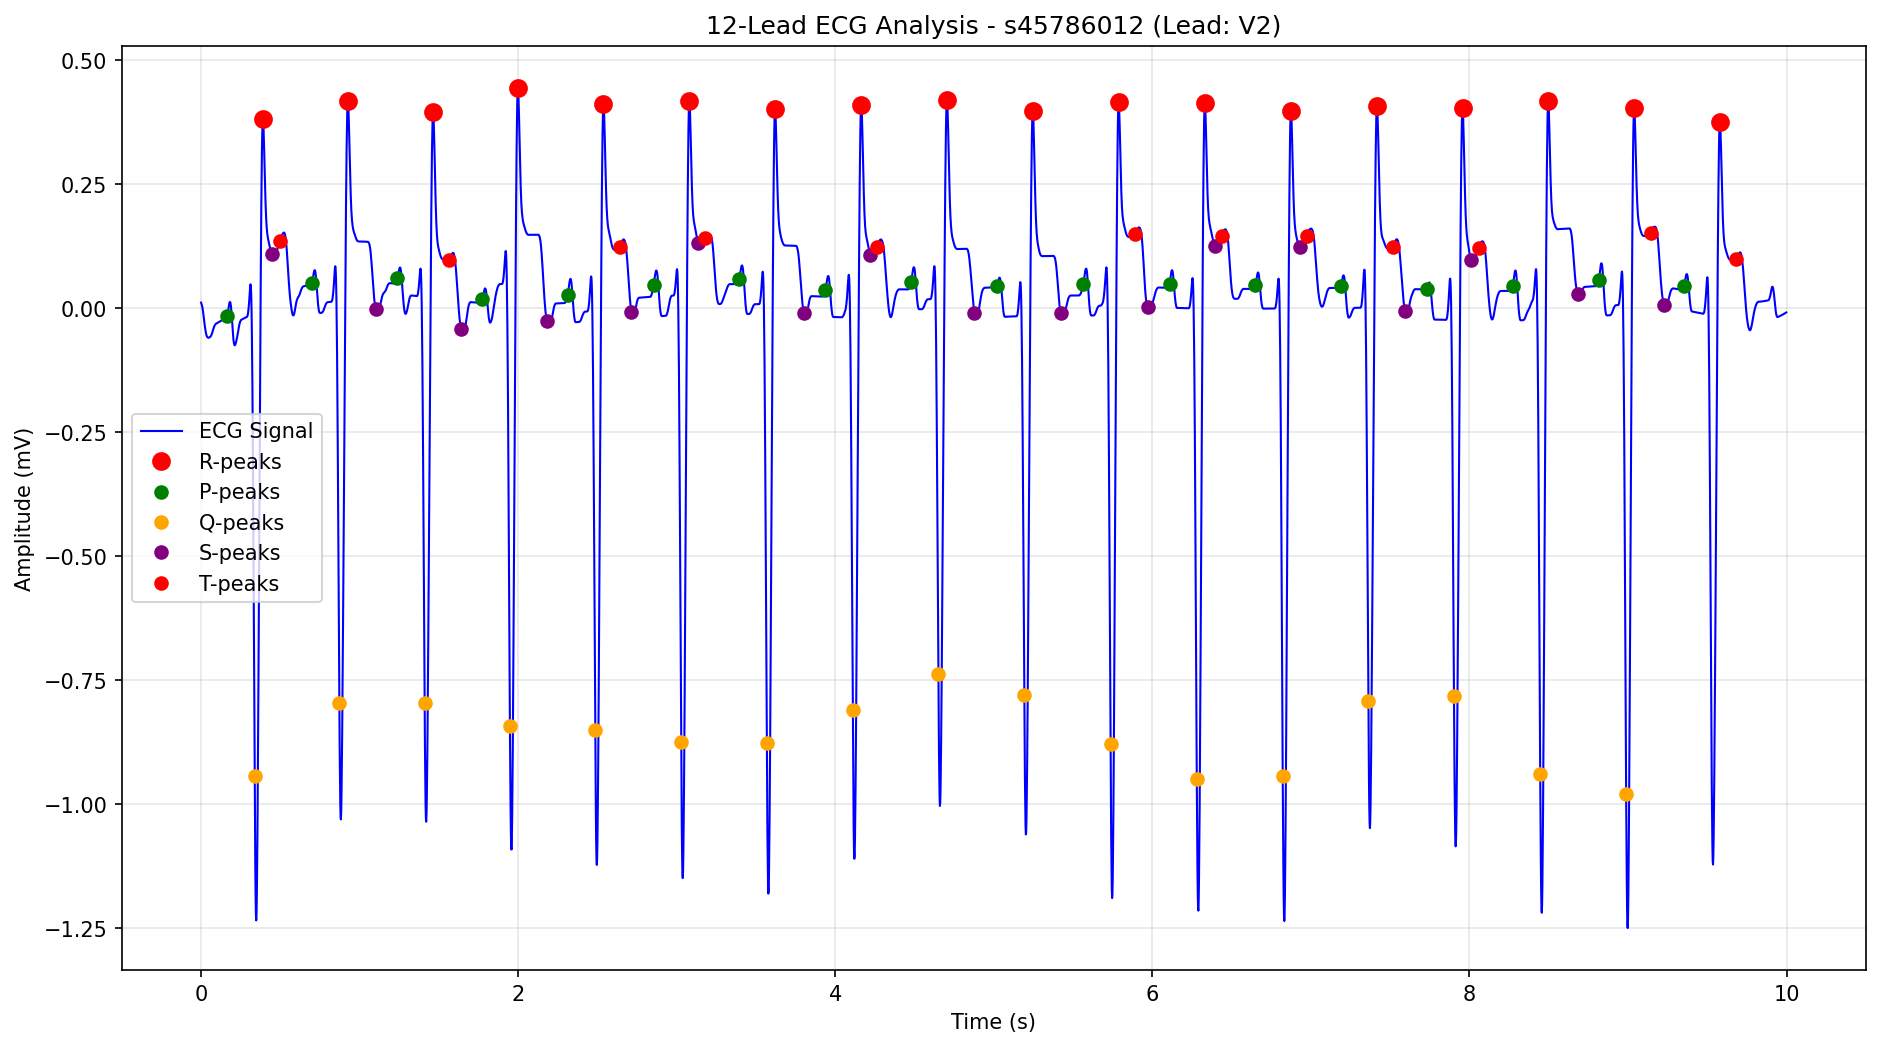 12-Lead ECG Analysis - s45786012 (Lead: V2)
Amplitude (mV)
0.50
0.25
0.00
−0.25
−0.50
−0.75
−1.00
−1.25
ECG Signal
R-peaks
P-peaks
Q-peaks
S-peaks
T-peaks
0 2 4 6 8 10
Time (s)